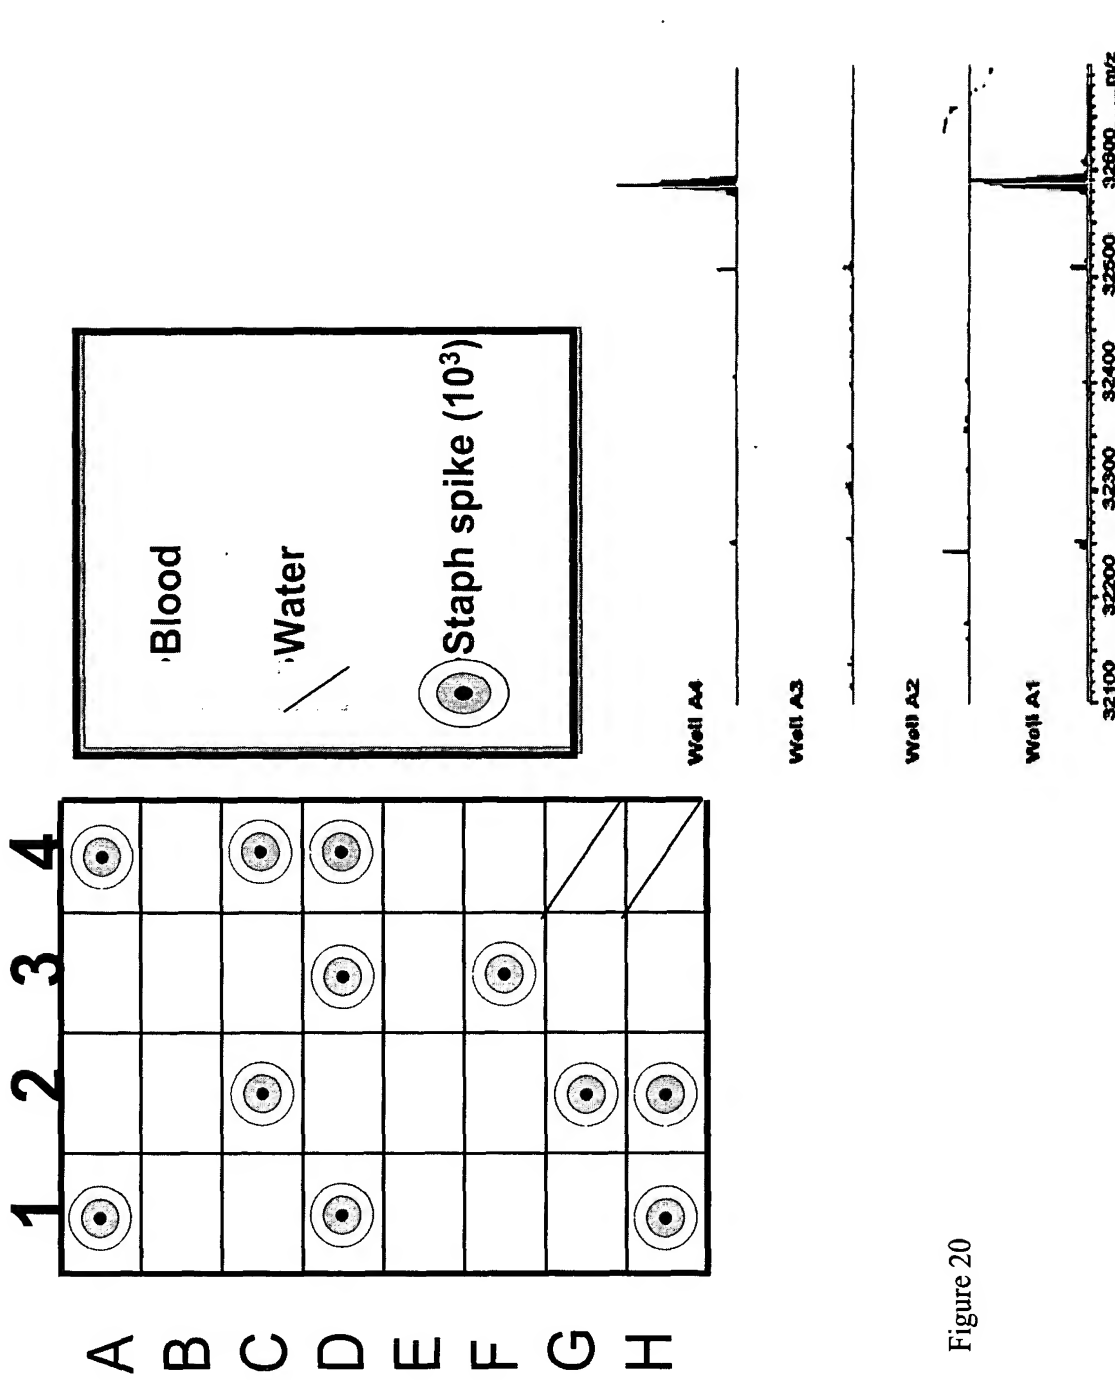 1 2 3 4
A
B
C
D
E
F
G
H
•Blood
•Water
•Staph spike (10³)
Well A4
Well A3
Well A2
Well A1
32100 32200 32300 32400 32500 32600 m/z
Figure 20